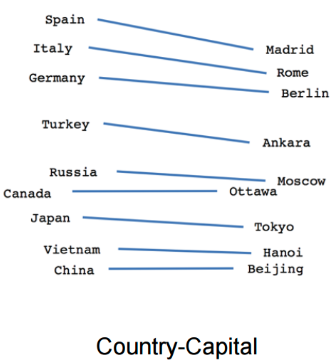 Spain Madrid
Italy Rome
Germany Berlin
Turkey Ankara
Russia Moscow
Canada Ottawa
Japan Tokyo
Vietnam Hanoi
China Beijing
Country-Capital